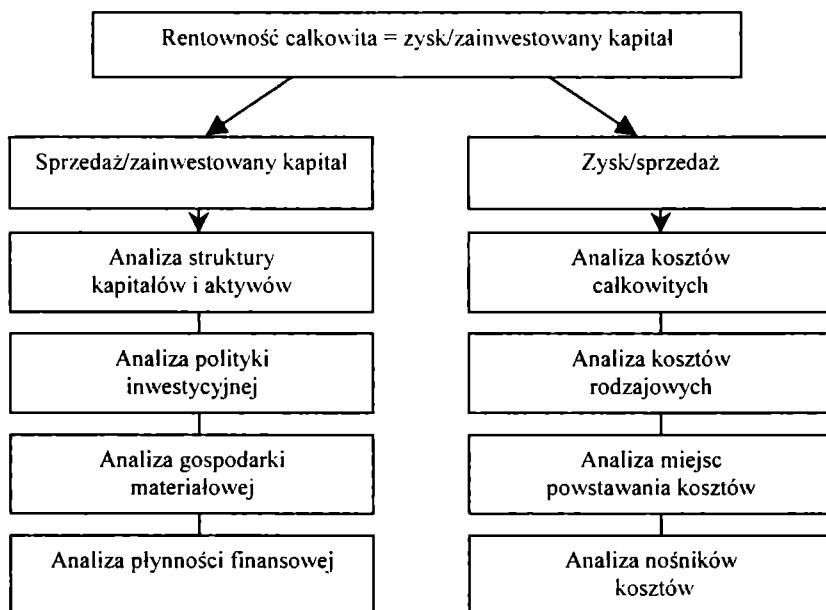 Rentowność całkowita = zysk/zainwestowany kapitał
Sprzedaż/zainwestowany kapitał
Zysk/sprzedaż
Analiza struktury
kapitałów i aktywów
Analiza kosztów
całkowitych
Analiza polityki
inwestycyjnej
Analiza kosztów
rodzajowych
Analiza gospodarki
materiałowej
Analiza miejsc
powstawania kosztów
Analiza płynności finansowej
Analiza nośników
kosztów